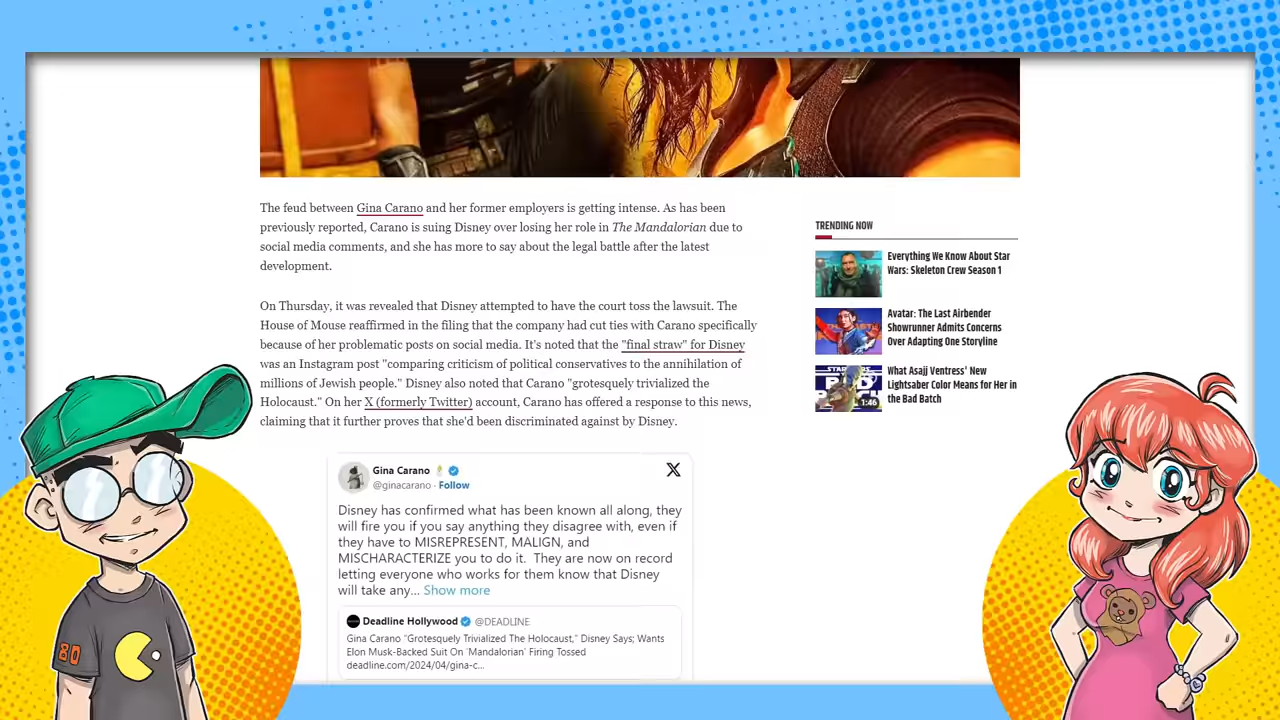 The feud between Gina Carano and her former employers is getting intense. As has been
previously reported, Carano is suing Disney over losing her role in The Mandalorian due to
social media comments, and she has more to say about the legal battle after the latest
development.
On Thursday, it was revealed that Disney attempted to have the court toss the lawsuit. The
House of Mouse reaffirmed in the filing that the company had cut ties with Carano specifically
because of her problematic posts on social media. It's noted that the "final straw" for Disney
was an Instagram post "comparing criticism of political conservatives to the annihilation of
millions of Jewish people." Disney also noted that Carano "grotesquely trivialized the
Holocaust." On her X (formerly Twitter) account, Carano has offered a response to this news,
claiming that it further proves that she'd been discriminated against by Disney.
Gina Carano
@ginacarano · Follow
Disney has confirmed what has been known all along, they
will fire you if you say anything they disagree with, even if
they have to MISREPRESENT, MALIGN, and
MISCHARACTERIZE you to do it. They are now on record
letting everyone who works for them know that Disney
will take any... Show more
Deadline Hollywood @DEADLINE
Gina Carano "Grotesquely Trivialized The Holocaust," Disney Says; Wants
Elon Musk-Backed Suit On 'Mandalorian' Firing Tossed
deadline.com/2024/04/gina-c...
TRENDING NOW
Everything We Know About Star
Wars: Skeleton Crew Season 1
Avatar: The Last Airbender
Showrunner Admits Concerns
Over Adapting One Storyline
What Asajj Ventress' New
Lightsaber Color Means for Her in
the Bad Batch
1:46
80